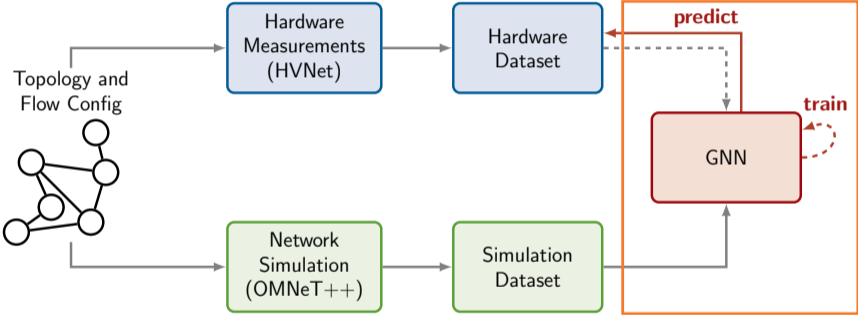 Topology and
Flow Config
Hardware
Measurements
(HVNet)
Hardware
Dataset
predict
train
GNN
Network
Simulation
(OMNeT++)
Simulation
Dataset